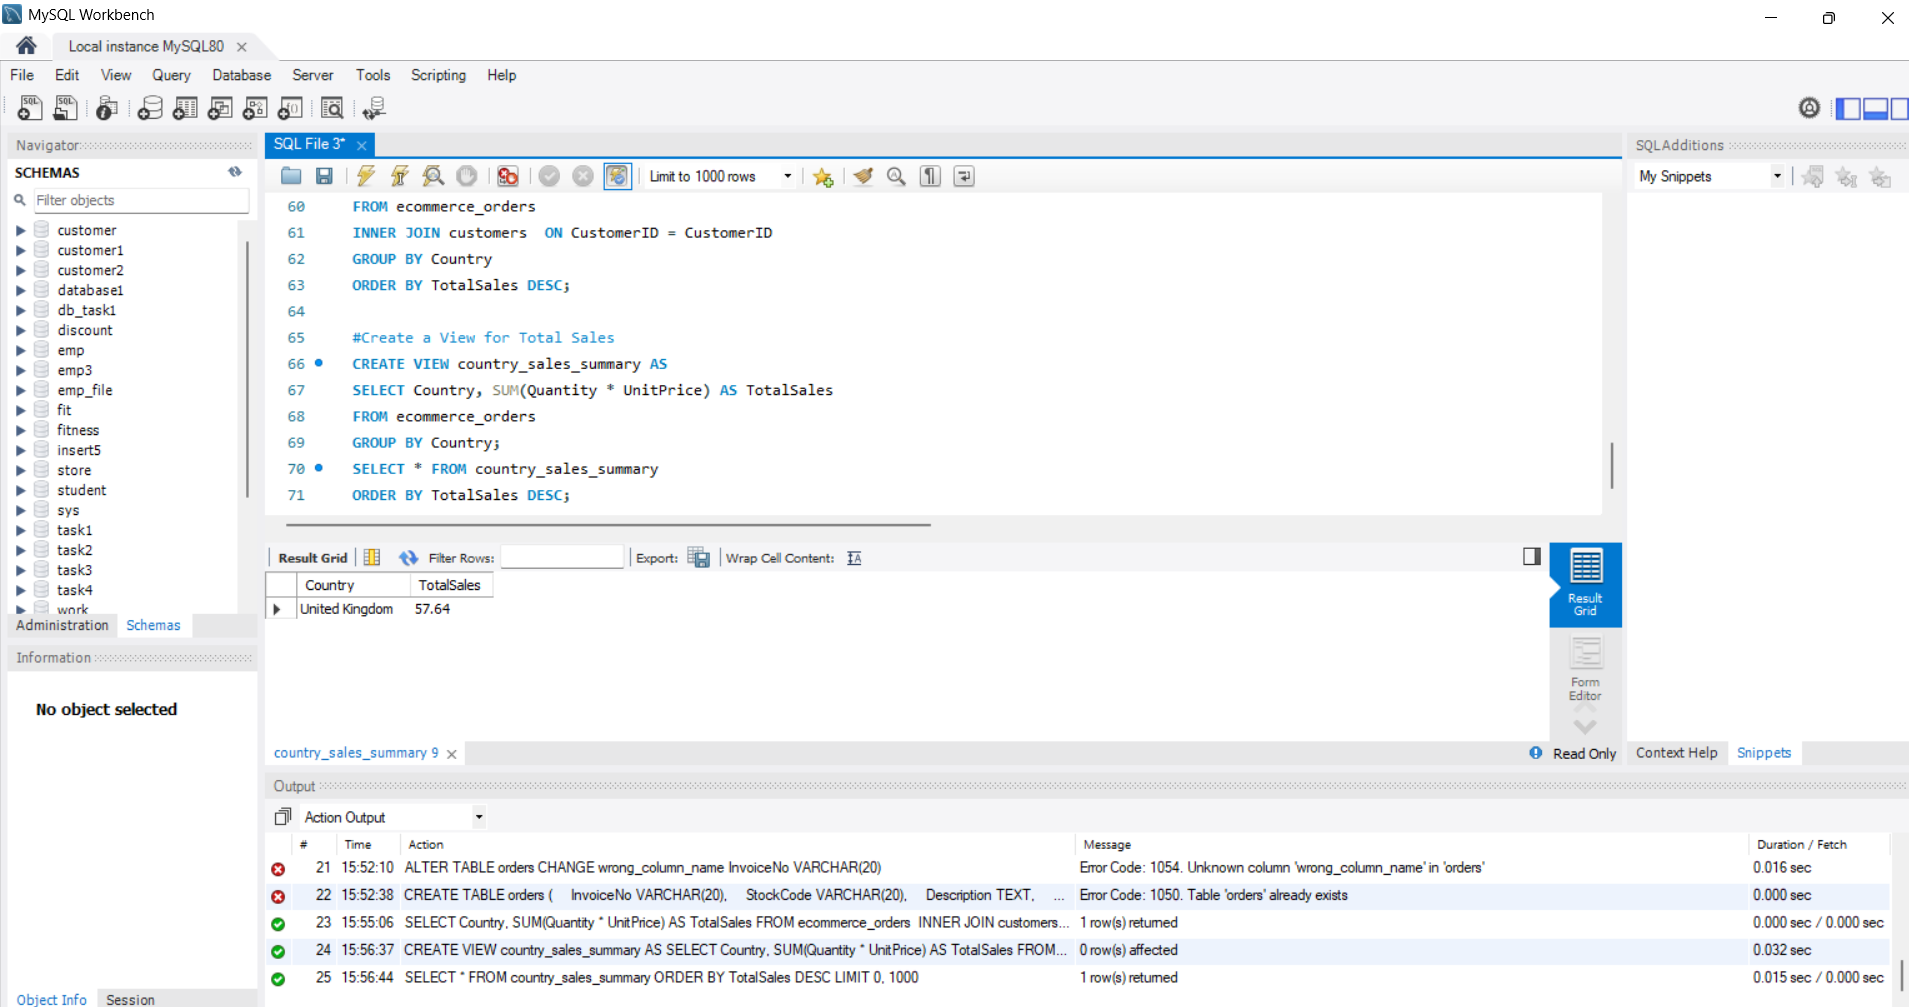 MySQL Workbench
Local instance MySQL80
File Edit View Query Database Server Tools Scripting Help
Navigator
SCHEMAS
Filter objects
customer
customer1
customer2
database1
db_task1
discount
emp
emp3
emp_file
fit
fitness
insert5
store
student
sys
task1
task2
task3
task4
work
Administration Schemas
Information
No object selected
Object Info Session
SQL File 3*
Limit to 1000 rows
60 FROM ecommerce_orders
61 INNER JOIN customers  ON CustomerID = CustomerID
62 GROUP BY Country
63 ORDER BY TotalSales DESC;
64
65 #Create a View for Total Sales
66 CREATE VIEW country_sales_summary AS
67 SELECT Country, SUM(Quantity * UnitPrice) AS TotalSales
68 FROM ecommerce_orders
69 GROUP BY Country;
70 SELECT * FROM country_sales_summary
71 ORDER BY TotalSales DESC;
Result Grid Filter Rows: Export: Wrap Cell Content:
Country TotalSales
United Kingdom 57.64
Result
Grid
Form
Editor
country_sales_summary 9
Read Only
SQLAdditions
My Snippets
Context Help Snippets
Output
Action Output
# Time Action Message Duration / Fetch
21 15:52:10 ALTER TABLE orders CHANGE wrong_column_name InvoiceNo VARCHAR(20) Error Code: 1054. Unknown column 'wrong_column_name' in 'orders' 0.016 sec
22 15:52:38 CREATE TABLE orders (    InvoiceNo VARCHAR(20),    StockCode VARCHAR(20),    Description TEXT,    ... Error Code: 1050. Table 'orders' already exists 0.000 sec
23 15:55:06 SELECT Country, SUM(Quantity * UnitPrice) AS TotalSales FROM ecommerce_orders  INNER JOIN customers... 1 row(s) returned 0.000 sec / 0.000 sec
24 15:56:37 CREATE VIEW country_sales_summary AS SELECT Country, SUM(Quantity * UnitPrice) AS TotalSales FROM... 0 row(s) affected 0.032 sec
25 15:56:44 SELECT * FROM country_sales_summary ORDER BY TotalSales DESC LIMIT 0, 1000 1 row(s) returned 0.015 sec / 0.000 sec